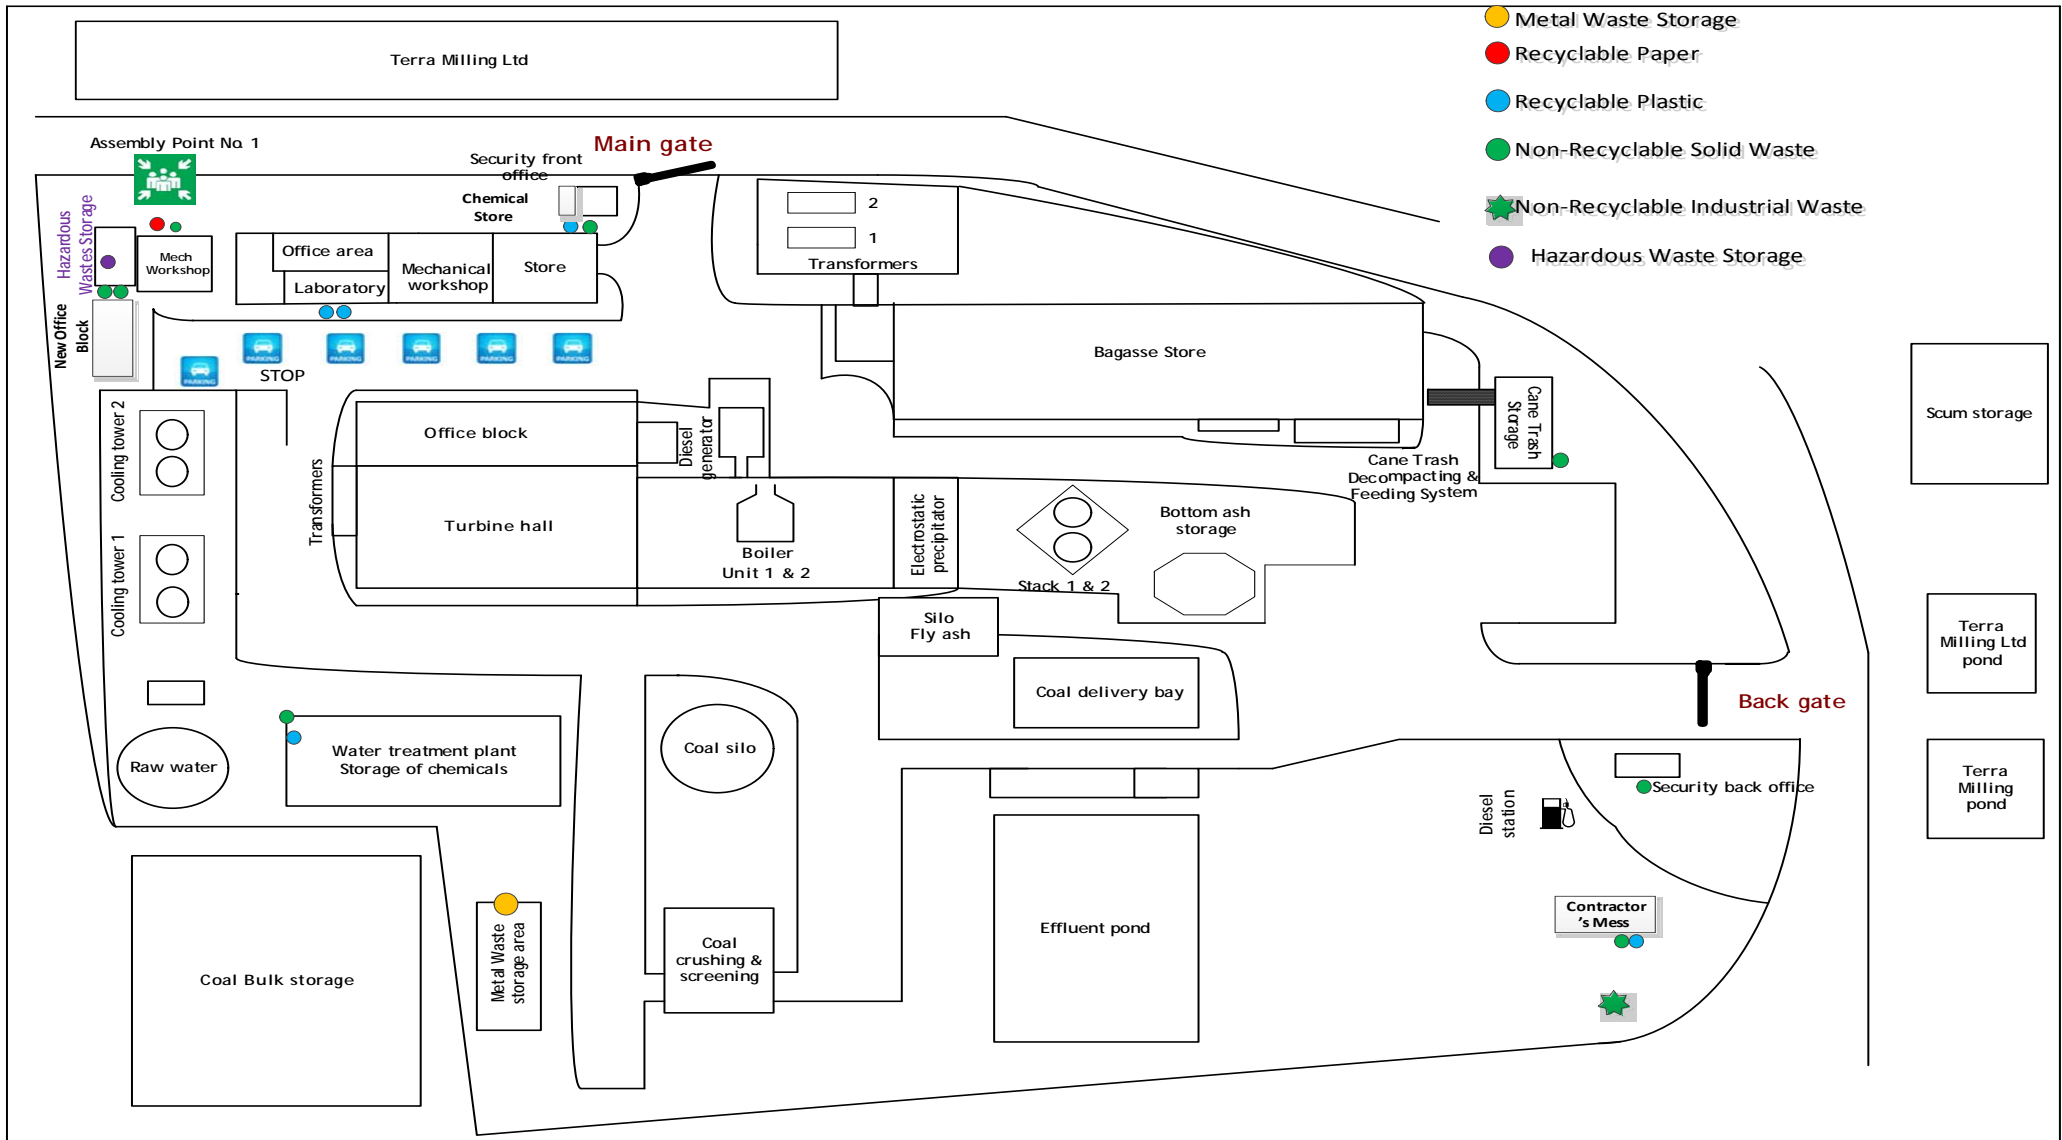 Terra Milling Ltd
Metal Waste Storage
Recyclable Paper
Recyclable Plastic
Non-Recyclable Solid Waste
Non-Recyclable Industrial Waste
Hazardous Waste Storage
Assembly Point No. 1
Main gate
Security front
office
Chemical
Store
Hazardous
Wastes Storage
Mech
Workshop
Office area
Laboratory
Mechanical
workshop
Store
2
1
Transformers
New Office
Block
PARKING
PARKING
PARKING
PARKING
PARKING
PARKING
STOP
Bagasse Store
Cane Trash
Storage
Scum storage
Cooling tower 2
Office block
Diesel
generator
Cane Trash
Decompacting &
Feeding System
Transformers
Turbine hall
Boiler
Unit 1 & 2
Electrostatic
precipitator
Stack 1 & 2
Bottom ash
storage
Cooling tower 1
Silo
Fly ash
Terra
Milling Ltd
pond
Coal delivery bay
Back gate
Raw water
Water treatment plant
Storage of chemicals
Coal silo
Terra
Milling
pond
Security back office
Diesel
station
Contractor
's Mess
Metal Waste
storage area
Coal
crushing &
screening
Effluent pond
Coal Bulk storage